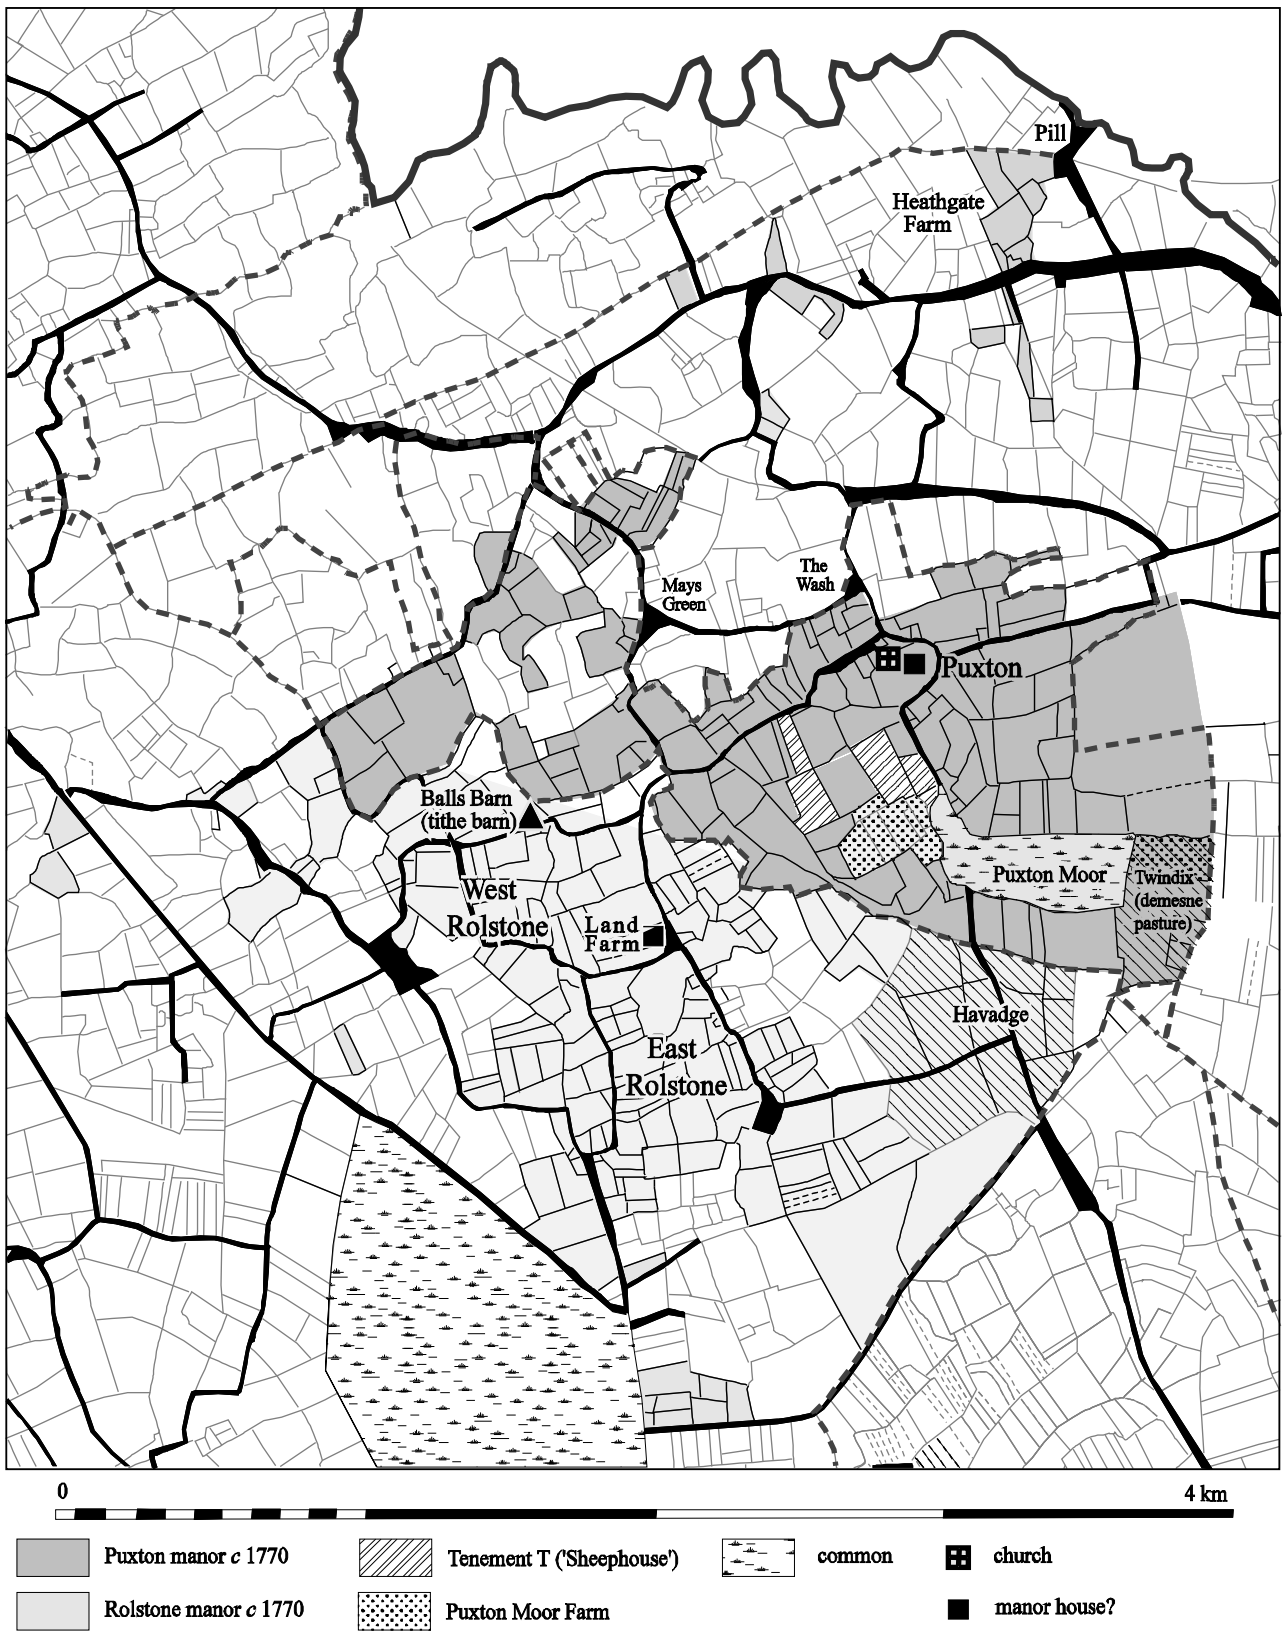 Pill
Heathgate
Farm
The
Wash
Mays
Green
Puxton
Balls Barn
(tithe barn)
West
Rolstone
Land
Farm
Puxton Moor
Twindix
(demesne
pasture)
Havadge
East
Rolstone
0
4 km
Puxton manor c 1770
Tenement T ('Sheephouse')
common
church
Rolstone manor c 1770
Puxton Moor Farm
manor house?